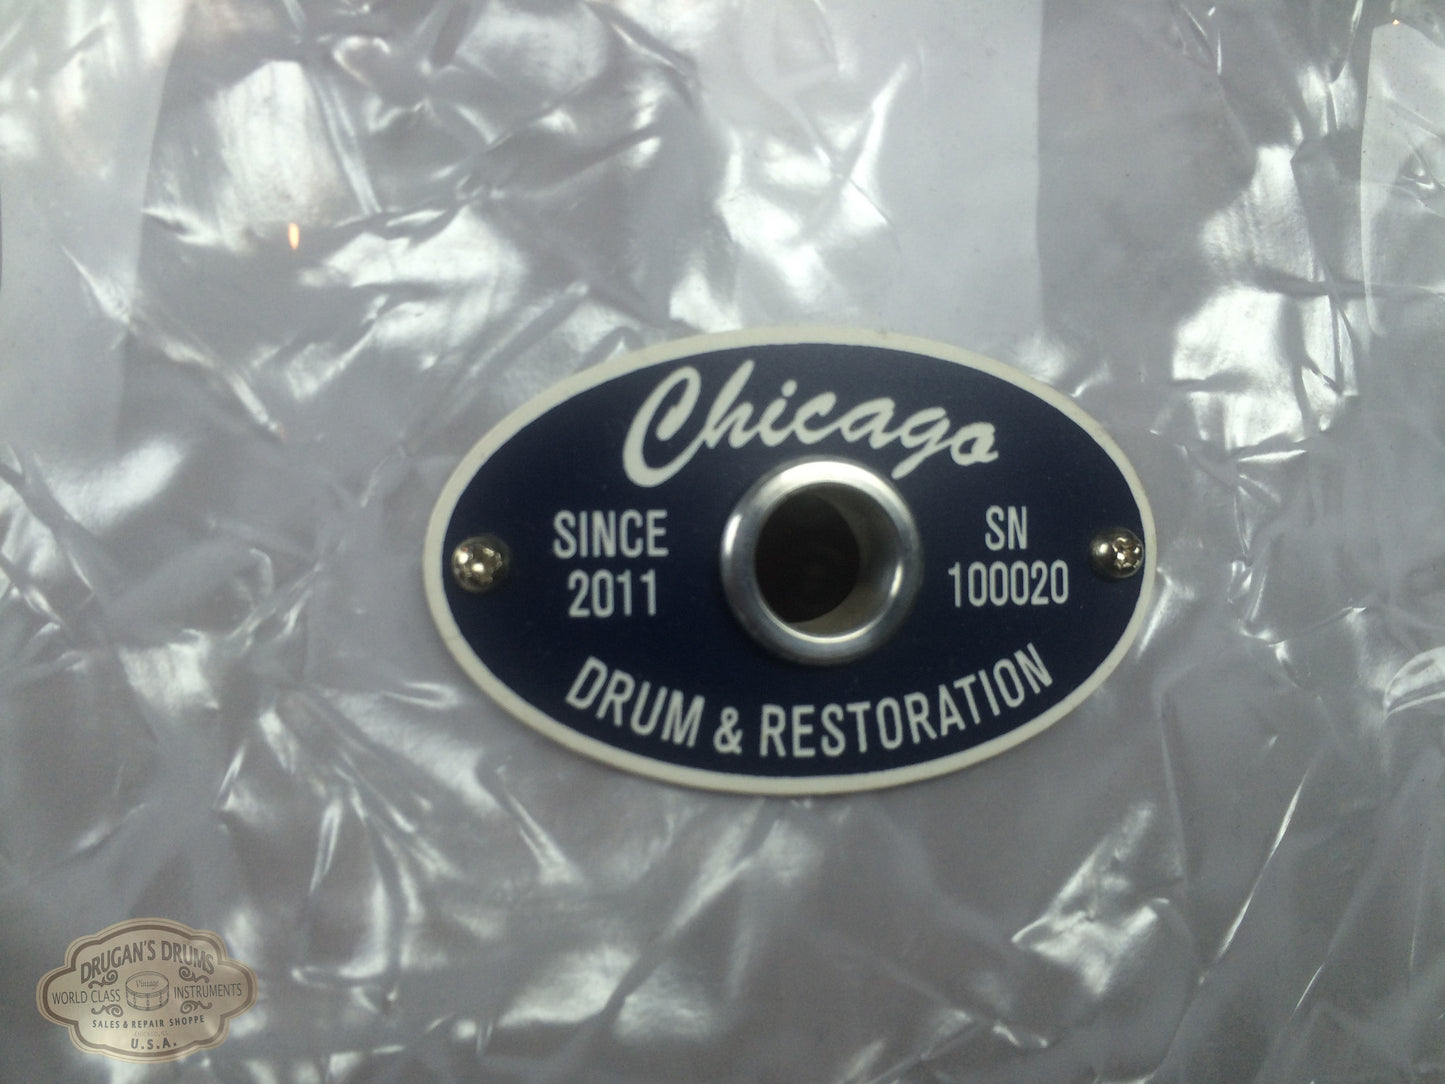 Chicago
SINCE
2011
SN
100020
DRUM & RESTORATION
DRUGAN'S DRUMS
WORLD CLASS Vintage INSTRUMENTS
SALES & REPAIR SHOPPE
U.S.A.